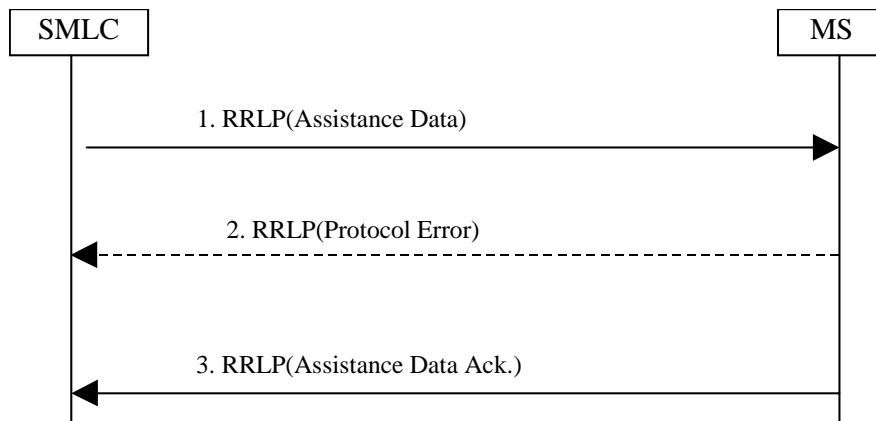 SMLC
MS
1. RRLP(Assistance Data)
2. RRLP(Protocol Error)
3. RRLP(Assistance Data Ack.)